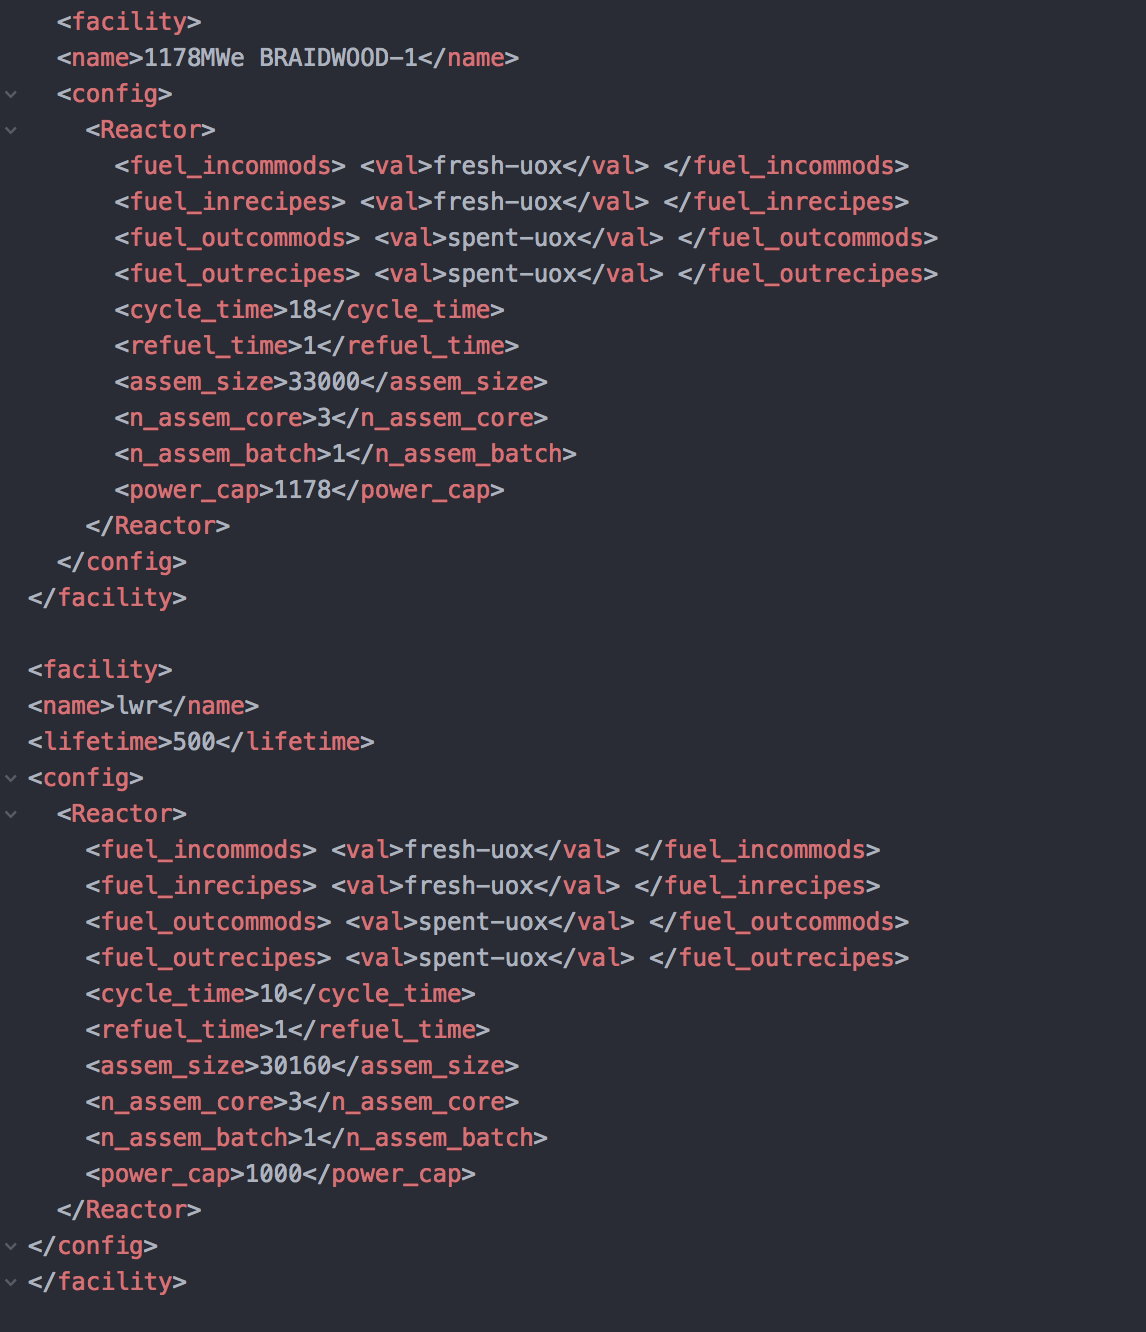 <facility>
<name>1178MWe BRAIDWOOD-1</name>
<config>
<Reactor>
<fuel_incommods> <val>fresh-uox</val> </fuel_incommods>
<fuel_inrecipes> <val>fresh-uox</val> </fuel_inrecipes>
<fuel_outcommods> <val>spent-uox</val> </fuel_outcommods>
<fuel_outrecipes> <val>spent-uox</val> </fuel_outrecipes>
<cycle_time>18</cycle_time>
<refuel_time>1</refuel_time>
<assem_size>33000</assem_size>
<n_assem_core>3</n_assem_core>
<n_assem_batch>1</n_assem_batch>
<power_cap>1178</power_cap>
</Reactor>
</config>
</facility>
<facility>
<name>lwr</name>
<lifetime>500</lifetime>
<config>
<Reactor>
<fuel_incommods> <val>fresh-uox</val> </fuel_incommods>
<fuel_inrecipes> <val>fresh-uox</val> </fuel_inrecipes>
<fuel_outcommods> <val>spent-uox</val> </fuel_outcommods>
<fuel_outrecipes> <val>spent-uox</val> </fuel_outrecipes>
<cycle_time>10</cycle_time>
<refuel_time>1</refuel_time>
<assem_size>30160</assem_size>
<n_assem_core>3</n_assem_core>
<n_assem_batch>1</n_assem_batch>
<power_cap>1000</power_cap>
</Reactor>
</config>
</facility>